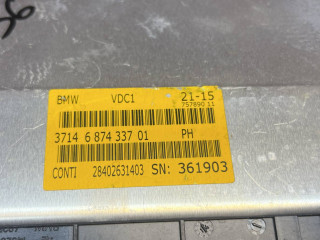 BMW VDC1 21-15
757890 11
3714 6 874 337 01 PH
CONTI 28402631403 SN: 361903